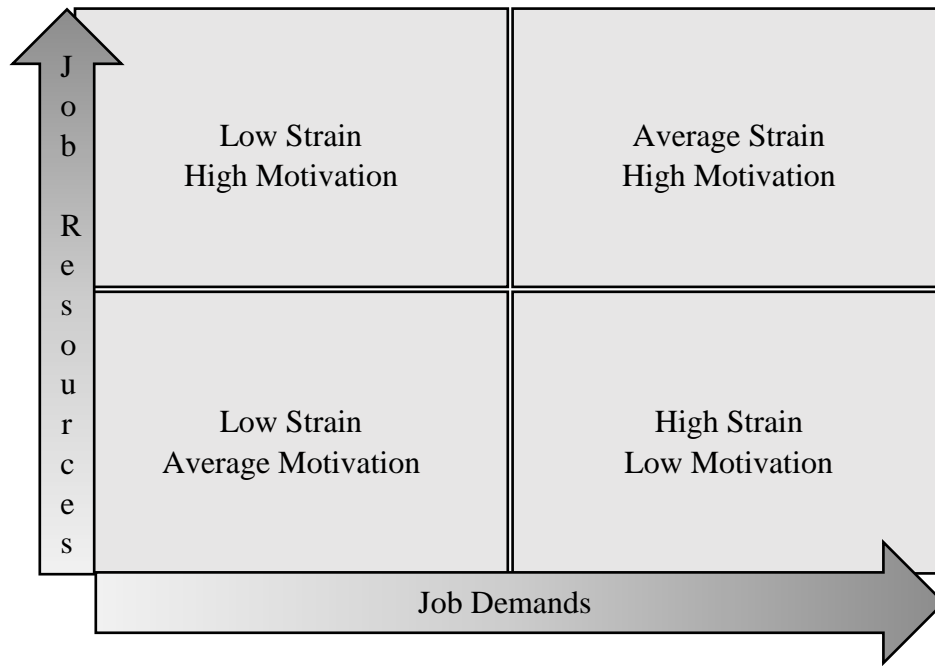 Job Resources
Low Strain
High Motivation
Average Strain
High Motivation
Low Strain
Average Motivation
High Strain
Low Motivation
Job Demands